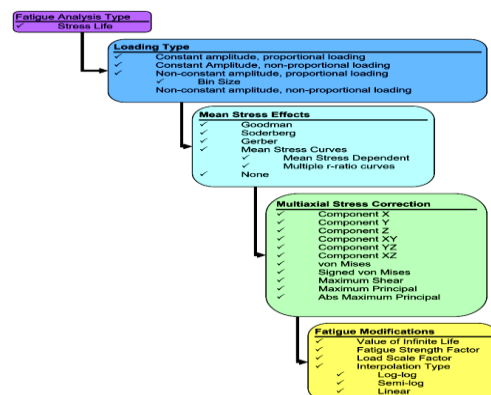 Fatigue Analysis Type
✓ Stress Life
Loading Type
✓ Constant amplitude, proportional loading
✓ Constant Amplitude, non-proportional loading
✓ Non-constant amplitude, proportional loading
✓ Bin Size
Non-constant amplitude, non-proportional loading
Mean Stress Effects
✓ Goodman
✓ Soderberg
✓ Gerber
✓ Mean Stress Curves
✓ Mean Stress Dependent
✓ Multiple r-ratio curves
✓ None
Multiaxial Stress Correction
✓ Component X
✓ Component Y
✓ Component Z
✓ Component XY
✓ Component YZ
✓ Component XZ
✓ von Mises
✓ Signed von Mises
✓ Maximum Shear
✓ Maximum Principal
✓ Abs Maximum Principal
Fatigue Modifications
✓ Value of Infinite Life
✓ Fatigue Strength Factor
✓ Load Scale Factor
✓ Interpolation Type
✓ Log-log
✓ Semi-log
✓ Linear